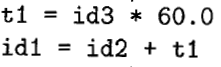 t1 = id3 * 60.0
id1 = id2 + t1